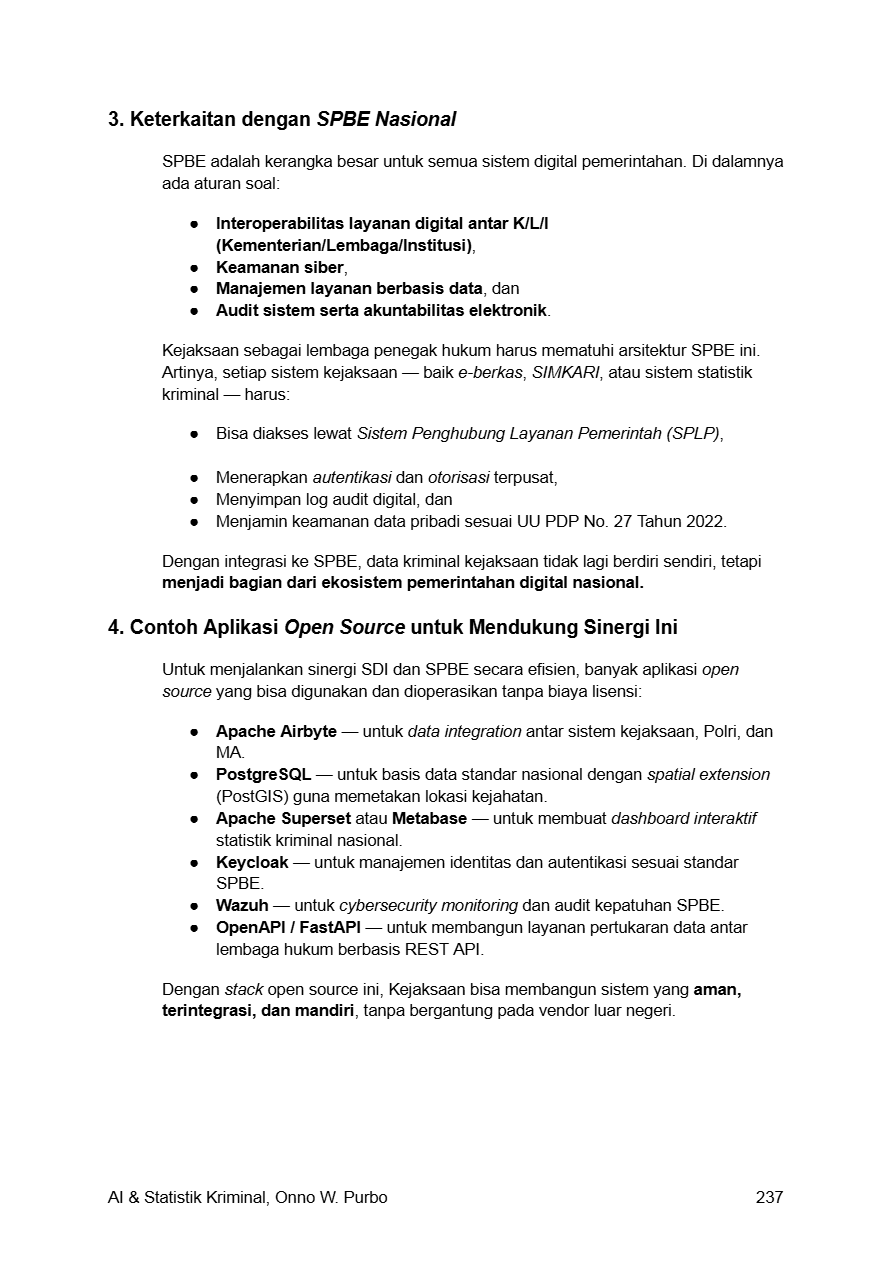 3. Keterkaitan dengan SPBE Nasional
SPBE adalah kerangka besar untuk semua sistem digital pemerintahan. Di dalamnya
ada aturan soal:
● Interoperabilitas layanan digital antar K/L/I
(Kementerian/Lembaga/Institusi),
● Keamanan siber,
● Manajemen layanan berbasis data, dan
● Audit sistem serta akuntabilitas elektronik.
Kejaksaan sebagai lembaga penegak hukum harus mematuhi arsitektur SPBE ini.
Artinya, setiap sistem kejaksaan — baik e-berkas, SIMKARI, atau sistem statistik
kriminal — harus:
● Bisa diakses lewat Sistem Penghubung Layanan Pemerintah (SPLP),
● Menerapkan autentikasi dan otorisasi terpusat,
● Menyimpan log audit digital, dan
● Menjamin keamanan data pribadi sesuai UU PDP No. 27 Tahun 2022.
Dengan integrasi ke SPBE, data kriminal kejaksaan tidak lagi berdiri sendiri, tetapi
menjadi bagian dari ekosistem pemerintahan digital nasional.
4. Contoh Aplikasi Open Source untuk Mendukung Sinergi Ini
Untuk menjalankan sinergi SDI dan SPBE secara efisien, banyak aplikasi open
source yang bisa digunakan dan dioperasikan tanpa biaya lisensi:
● Apache Airbyte — untuk data integration antar sistem kejaksaan, Polri, dan
MA.
● PostgreSQL — untuk basis data standar nasional dengan spatial extension
(PostGIS) guna memetakan lokasi kejahatan.
● Apache Superset atau Metabase — untuk membuat dashboard interaktif
statistik kriminal nasional.
● Keycloak — untuk manajemen identitas dan autentikasi sesuai standar
SPBE.
● Wazuh — untuk cybersecurity monitoring dan audit kepatuhan SPBE.
● OpenAPI / FastAPI — untuk membangun layanan pertukaran data antar
lembaga hukum berbasis REST API.
Dengan stack open source ini, Kejaksaan bisa membangun sistem yang aman,
terintegrasi, dan mandiri, tanpa bergantung pada vendor luar negeri.
AI & Statistik Kriminal, Onno W. Purbo 237